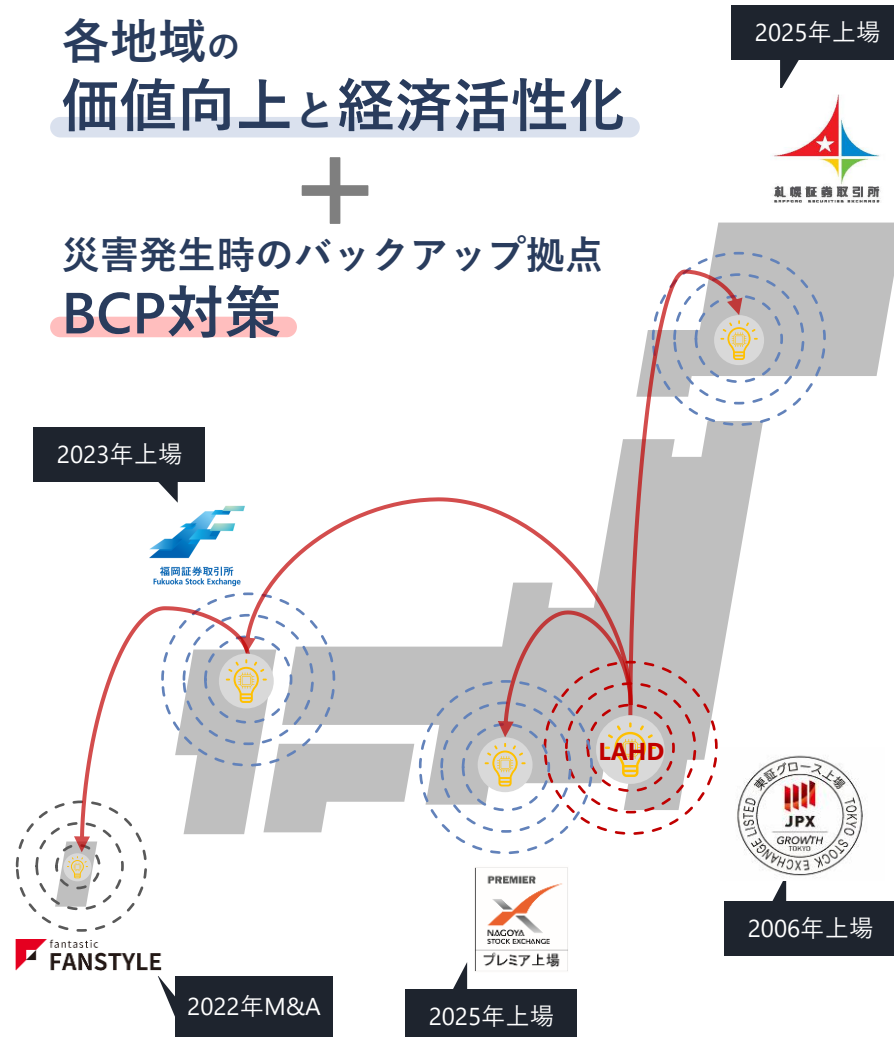 各地域の
価値向上と経済活性化
+
災害発生時のバックアップ拠点
BCP対策
2025年上場
札幌証券取引所
SAPPORO SECURITIES EXCHANGE
2023年上場
福岡証券取引所
Fukuoka Stock Exchange
LAHD
東証グロース上場
JPX
GROWTH
TOKYO
TOKYO STOCK EXCHANGE LISTED
2006年上場
PREMIER
NAGOYA
STOCK EXCHANGE
プレミア上場
2025年上場
fantastic
FANSTYLE
2022年M&A